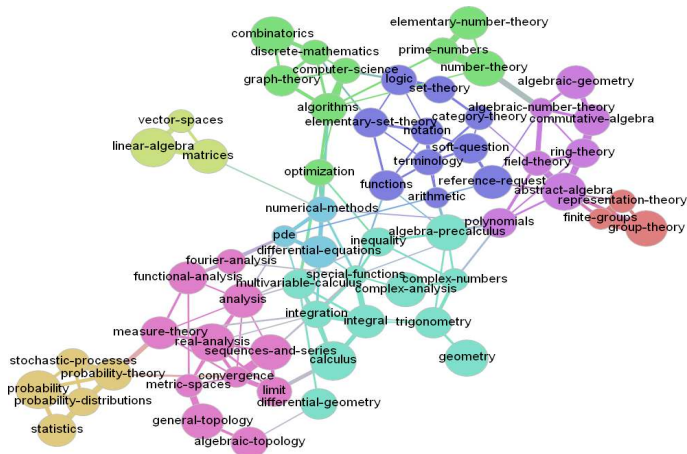 elementary-number-theory
combinatorics
prime-numbers
discrete-mathematics
computer-science
number-theory
graph-theory
logic
algebraic-geometry
set-theory
algorithms
algebraic-number-theory
elementary-set-theory
category-theory
commutative-algebra
vector-spaces
notation
linear-algebra
matrices
soft-question
ring-theory
terminology
field-theory
optimization
functions
reference-request
abstract-algebra
arithmetic
representation-theory
numerical-methods
polynomials
finite-groups
group-theory
pde
inequality
algebra-precalculus
differential-equations
fourier-analysis
functional-analysis
multivariable-calculus
special-functions
complex-numbers
complex-analysis
analysis
integration
integral
trigonometry
measure-theory
real-analysis
sequences-and-series
calculus
geometry
stochastic-processes
probability-theory
convergence
probability
metric-spaces
limit
probability-distributions
differential-geometry
general-topology
statistics
algebraic-topology